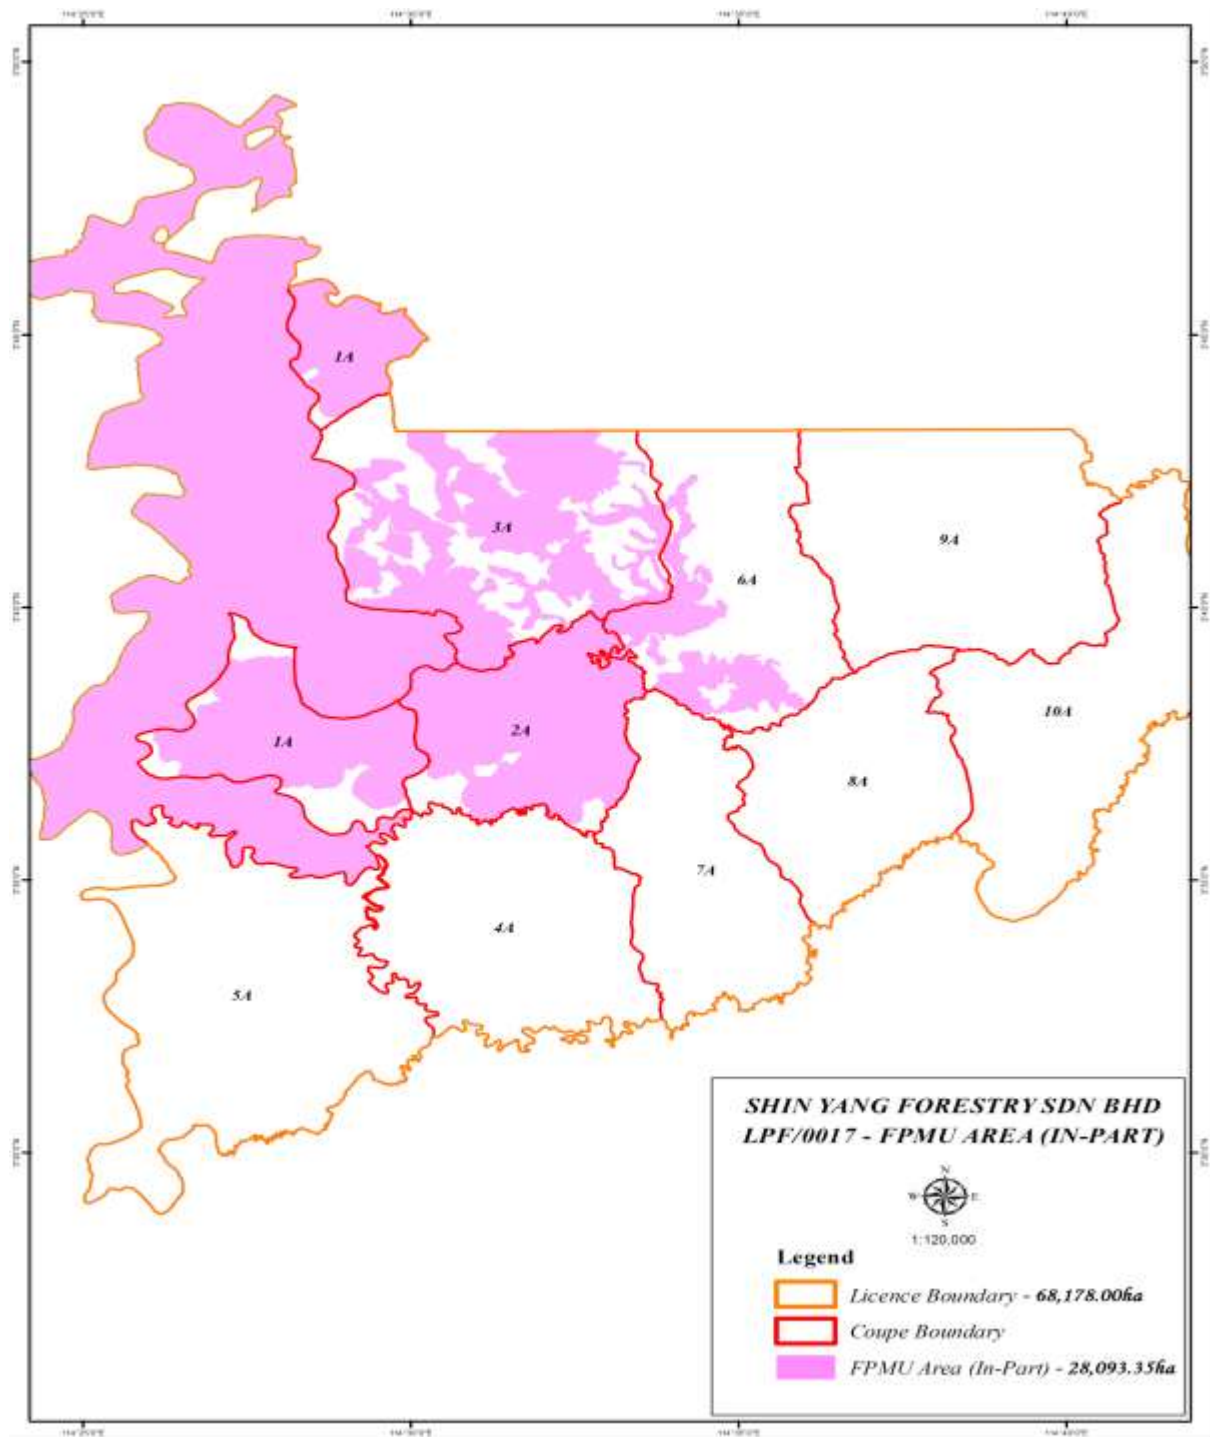 1A
3A
9A
6A
10A
2A
1A
8A
7A
4A
5A
SHIN YANG FORESTRY SDN BHD
LPF/0017 - FPMU AREA (IN-PART)
N
W E
S
1:120,000
Legend
Licence Boundary - 68,178.00ha
Coupe Boundary
FPMU Area (In-Part) - 28,093.35ha